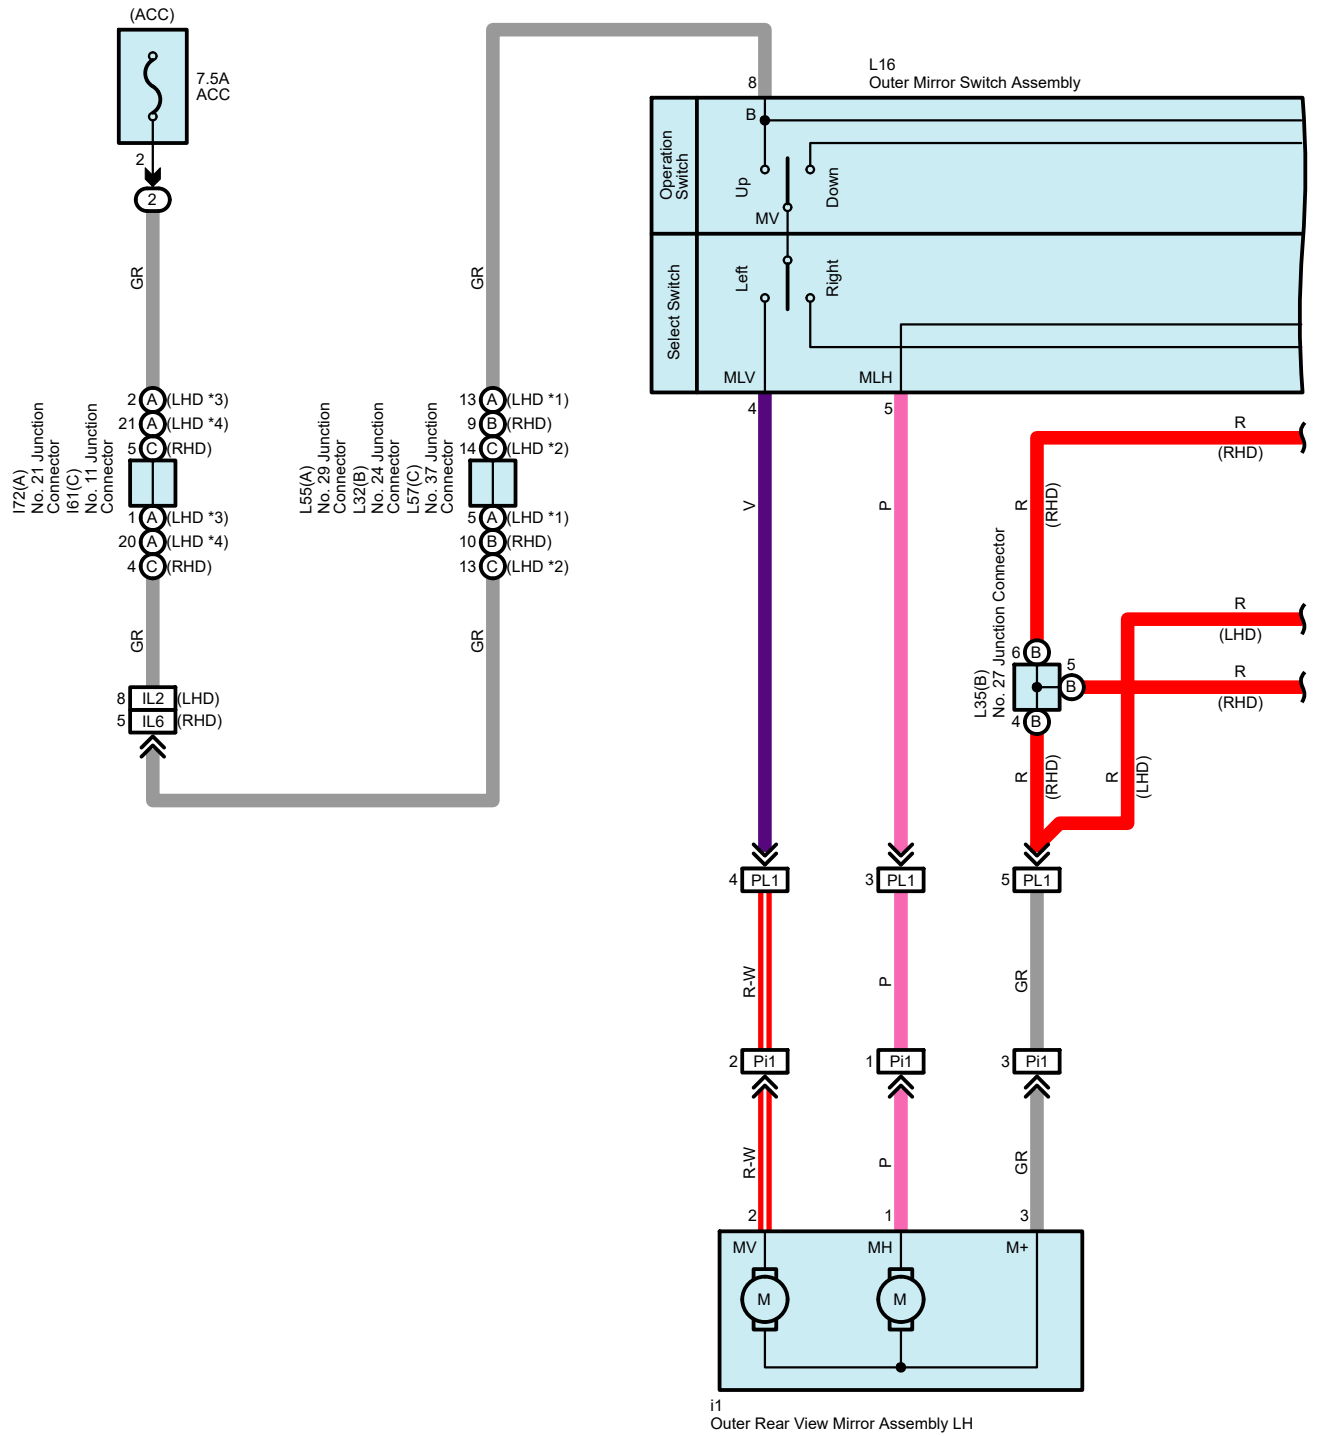 (ACC)
7.5A
ACC
2
2
GR
2 A (LHD *3)
21 A (LHD *4)
5 C (RHD)
I72(A)
No. 21 Junction
Connector
I61(C)
No. 11 Junction
Connector
1 A (LHD *3)
20 A (LHD *4)
4 C (RHD)
GR
8 IL2 (LHD)
5 IL6 (RHD)
GR
13 A (LHD *1)
9 B (RHD)
14 C (LHD *2)
L55(A)
No. 29 Junction
Connector
L32(B)
No. 24 Junction
Connector
L57(C)
No. 37 Junction
Connector
5 A (LHD *1)
10 B (RHD)
13 C (LHD *2)
GR
L16
Outer Mirror Switch Assembly
8
B
Operation
Switch
Up
Down
MV
Select Switch
Left
Right
MLV
MLH
4
5
V
P
R
(RHD)
R
(RHD)
R
(LHD)
R
(RHD)
L35(B)
No. 27 Junction Connector
6 B
5
B
4 B
R
(RHD)
R
(LHD)
4 PL1
3 PL1
5 PL1
R-W
P
GR
2 Pi1
1 Pi1
3 Pi1
R-W
P
GR
2
1
3
MV
MH
M+
M
M
i1
Outer Rear View Mirror Assembly LH